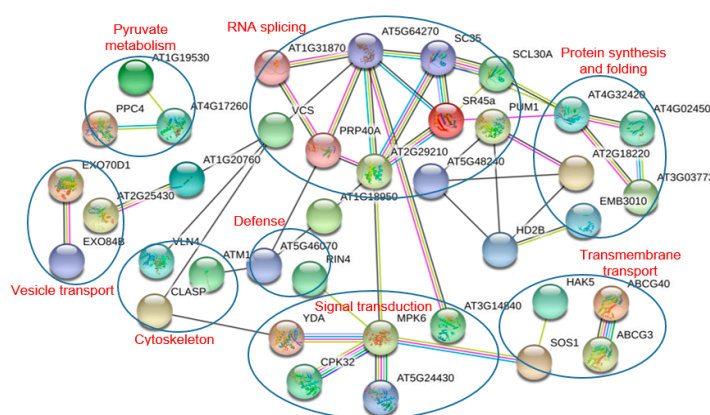 Pyruvate
metabolism
AT1G19530
PPC4
AT4G17260
RNA splicing
AT1G31870
AT5G64270
SC35
SCL30A
VCS
SR45a
PUM1
PRP40A
AT2G29210
AT5G48240
AT1G18950
Protein synthesis
and folding
AT4G32420
AT4G02450
AT2G18220
AT3G03773
EMB3010
HD2B
EXO70D1
AT1G20760
AT2G25430
EXO84B
Vesicle transport
VLN4
ATM1
CLASP
Cytoskeleton
Defense
AT5G46070
RIN4
Signal transduction
YDA
MPK6
AT3G14840
CPK32
AT5G24430
Transmembrane
transport
HAK5
ABCG40
SOS1
ABCG3